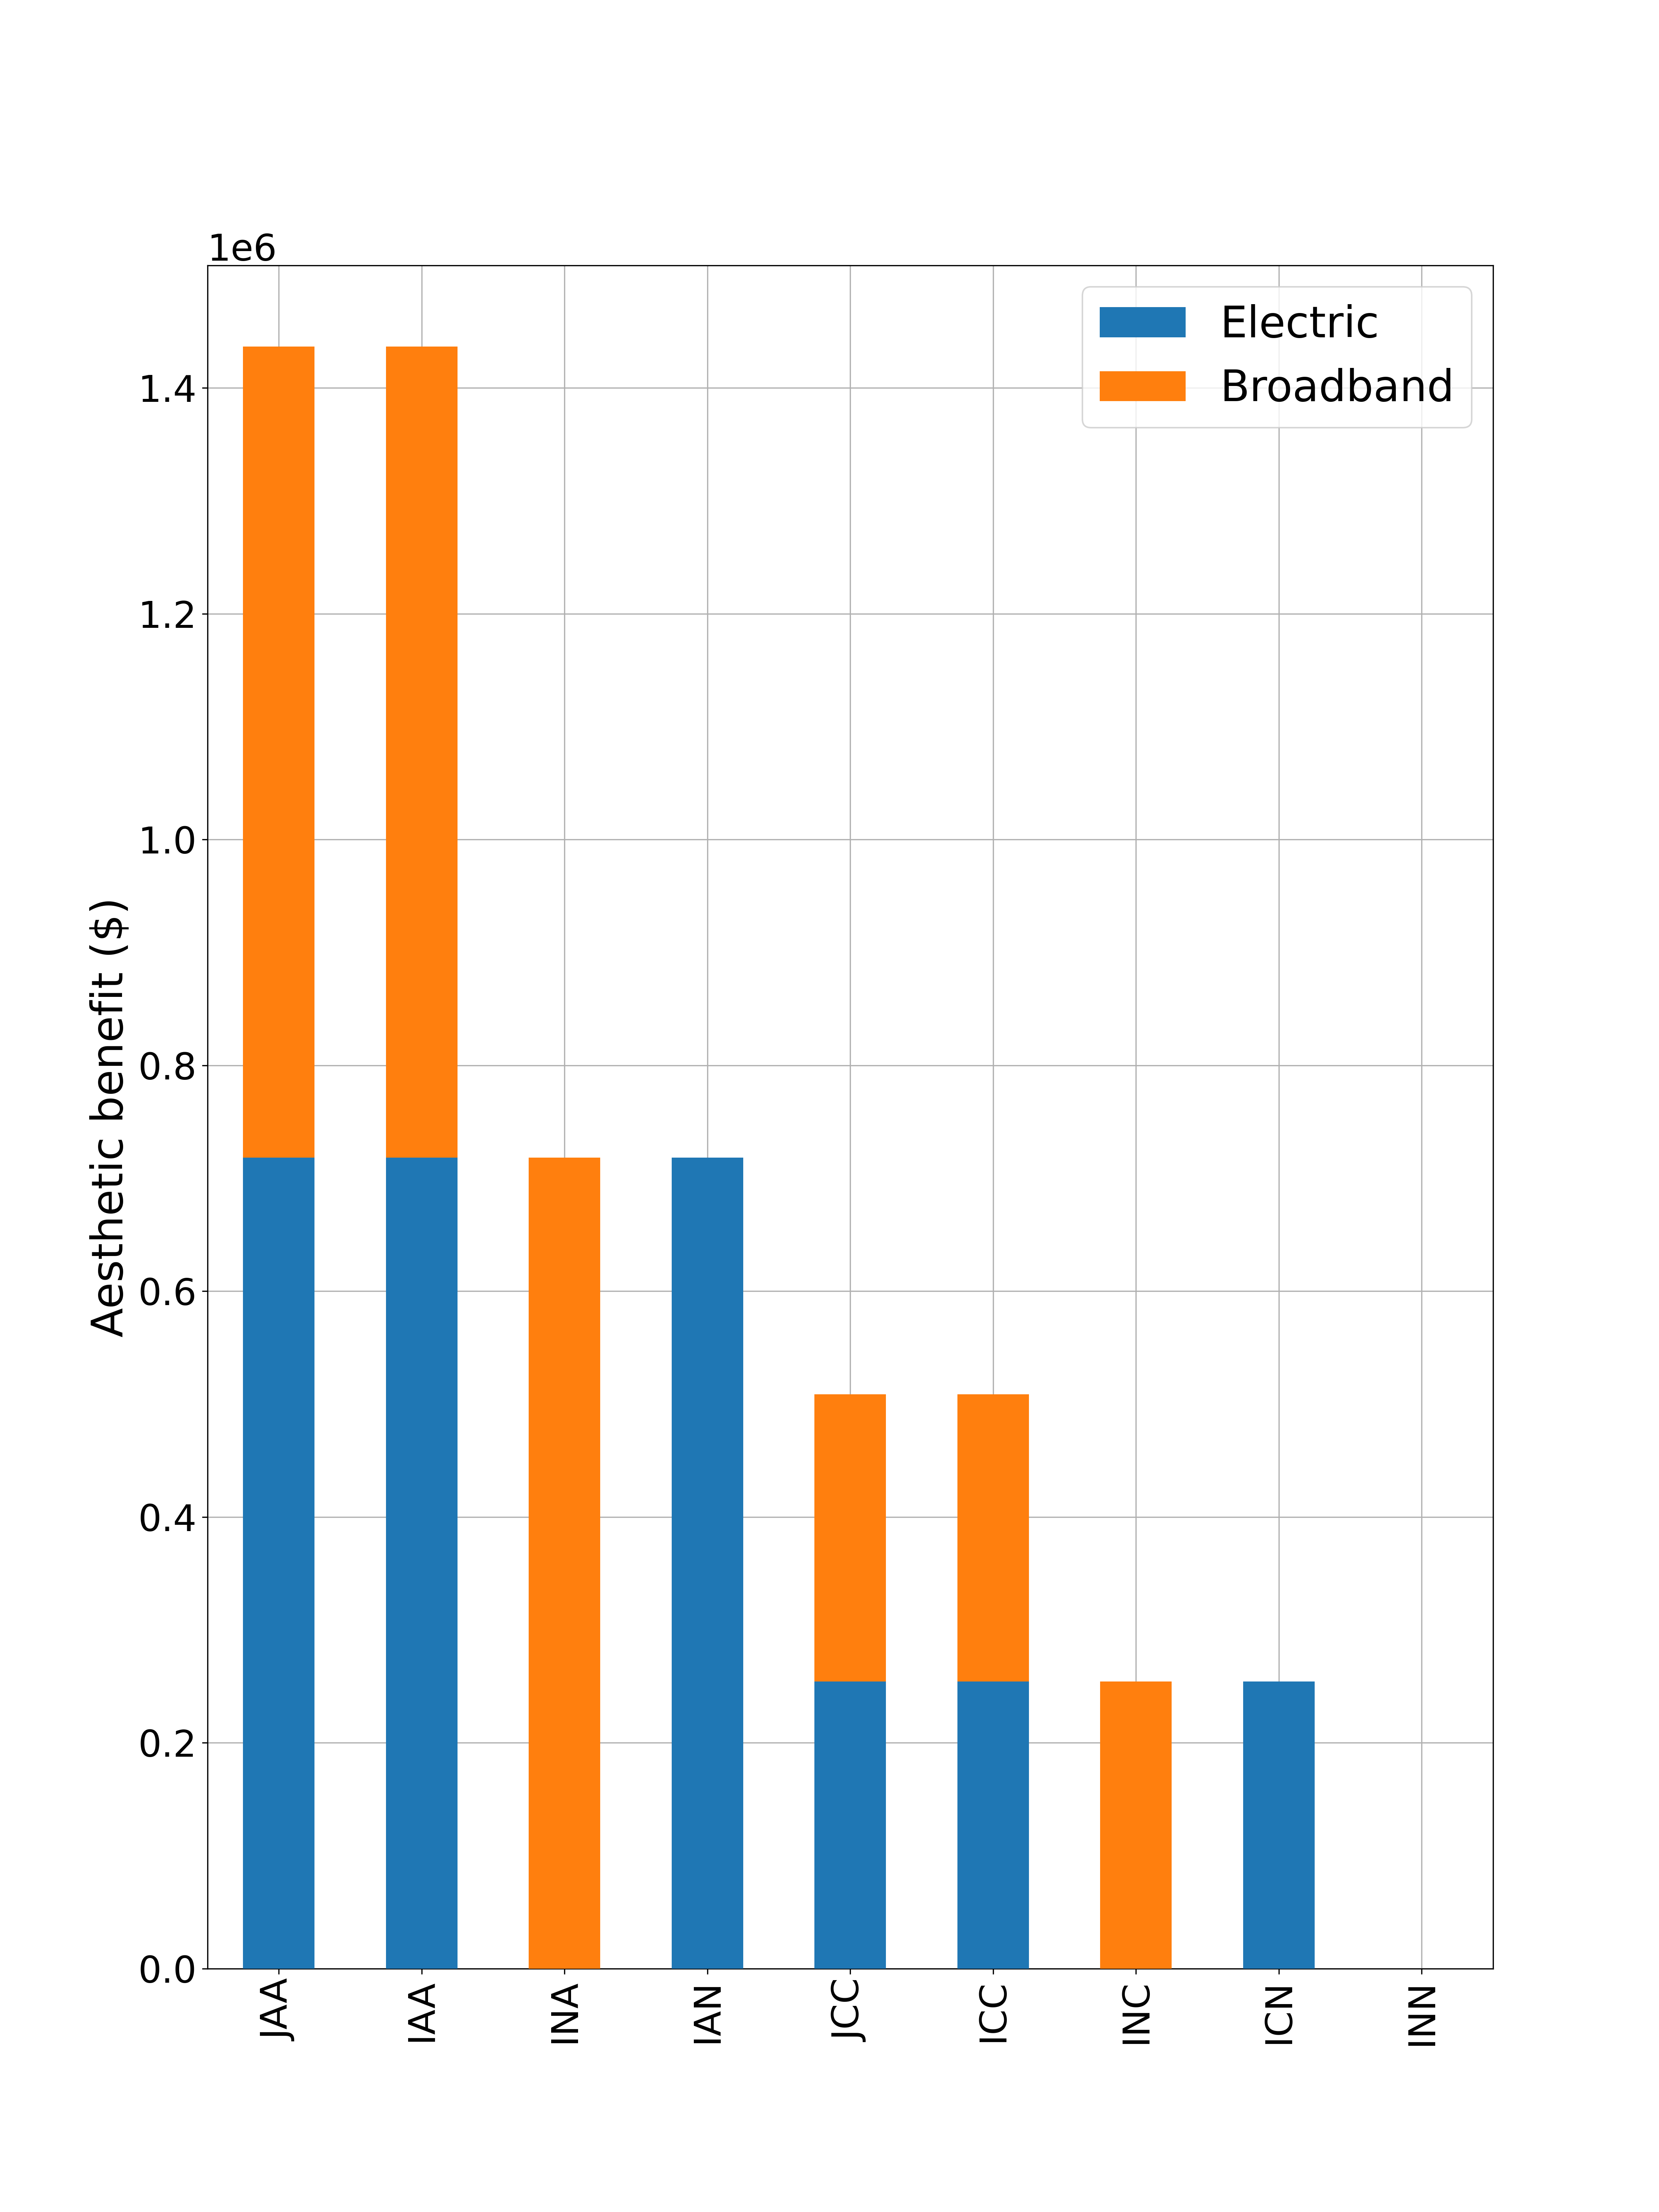 1e6
Electric
Broadband
1.4
1.2
1.0
0.8
0.6
0.4
0.2
0.0
Aesthetic benefit ($)
JAA
IAA
INA
IAN
JCC
ICC
INC
ICN
INN